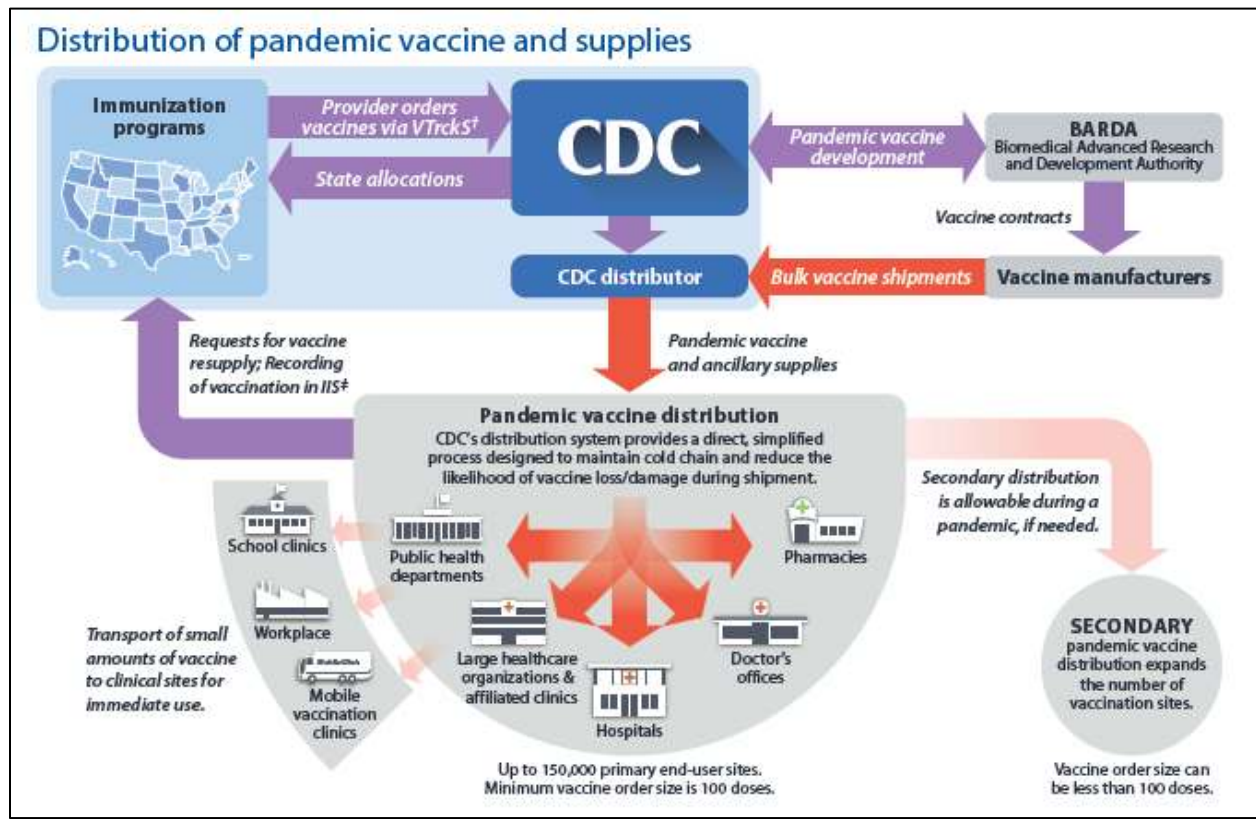 Distribution of pandemic vaccine and supplies
Immunization
programs
Provider orders
vaccines via VTrckS†
State allocations
CDC
Pandemic vaccine
development
BARDA
Biomedical Advanced Research
and Development Authority
Vaccine contracts
CDC distributor
Bulk vaccine shipments
Vaccine manufacturers
Requests for vaccine
resupply; Recording
of vaccination in IIS‡
Pandemic vaccine
and ancillary supplies
Pandemic vaccine distribution
CDC's distribution system provides a direct, simplified
process designed to maintain cold chain and reduce the
likelihood of vaccine loss/damage during shipment.
Secondary distribution
is allowable during a
pandemic, if needed.
School clinics
Public health
departments
Pharmacies
Workplace
Transport of small
amounts of vaccine
to clinical sites for
immediate use.
Mobile
vaccination
clinics
Large healthcare
organizations &
affiliated clinics
Hospitals
Doctor's
offices
SECONDARY
pandemic vaccine
distribution expands
the number of
vaccination sites.
Up to 150,000 primary end-user sites.
Minimum vaccine order size is 100 doses.
Vaccine order size can
be less than 100 doses.